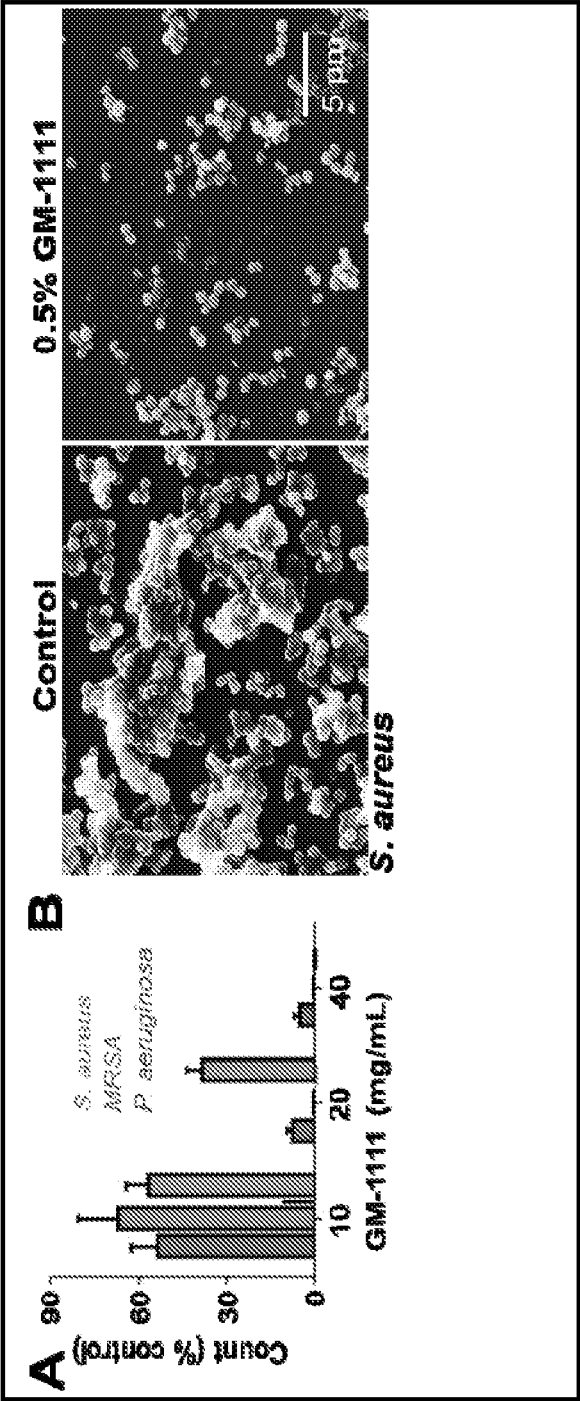 A
Count (% control)
90
60
30
0
S. aureus
MRSA
P. aeruginosa
10
20
40
GM-1111 (mg/mL)
B
Control
0.5% GM-1111
5 µm
S. aureus